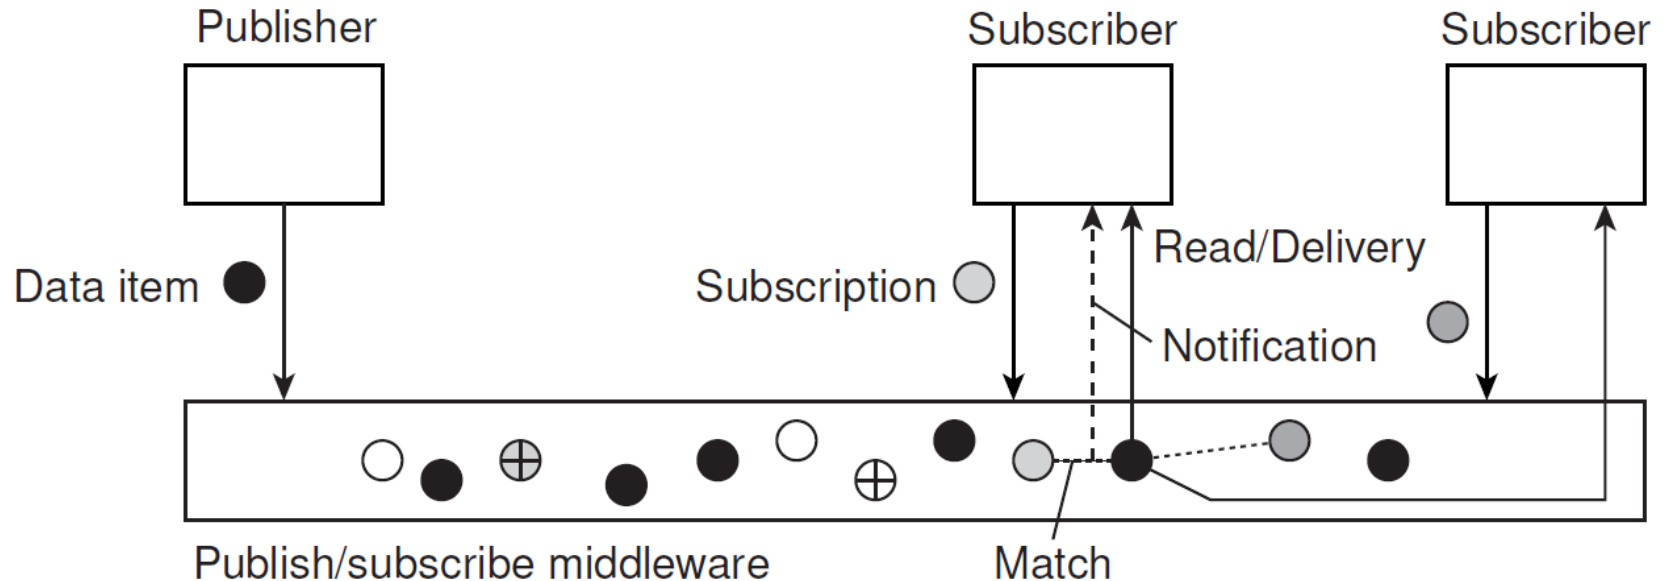 Publisher
Subscriber
Subscriber
Data item
Subscription
Read/Delivery
Notification
Publish/subscribe middleware
Match